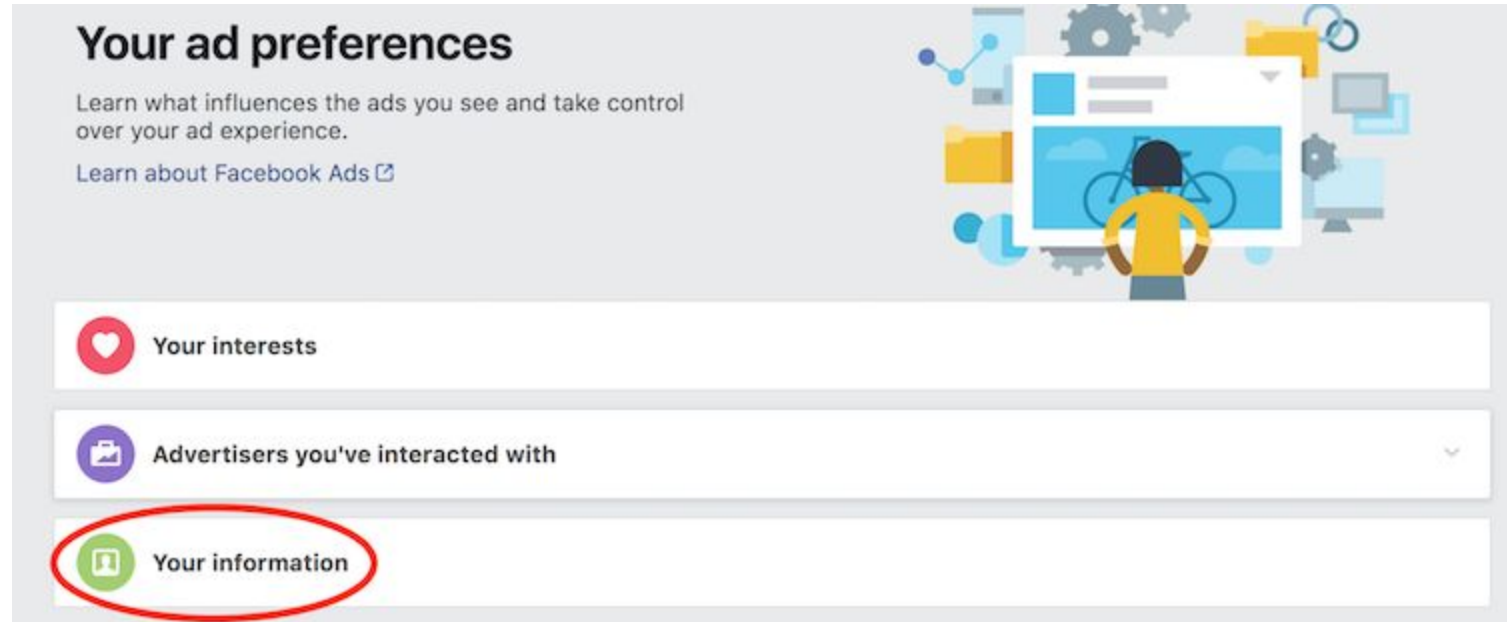 Your ad preferences
Learn what influences the ads you see and take control
over your ad experience.
Learn about Facebook Ads
Your interests
Advertisers you've interacted with
Your information